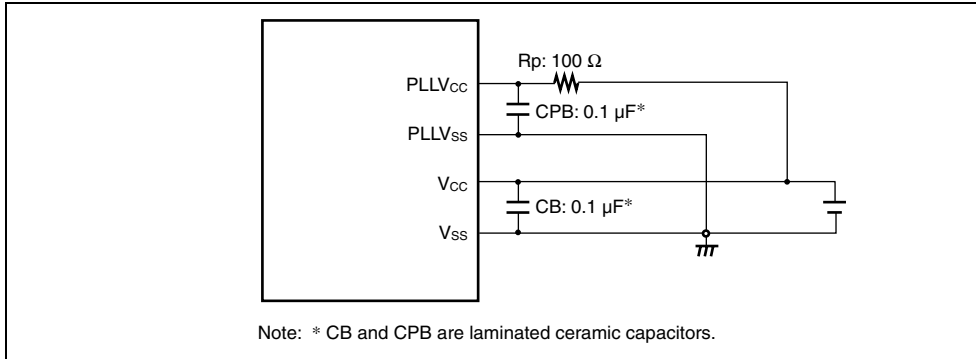 Rp: 100 Ω
PLLVCC
CPB: 0.1 µF*
PLLVSS
VCC
CB: 0.1 µF*
VSS
Note: * CB and CPB are laminated ceramic capacitors.